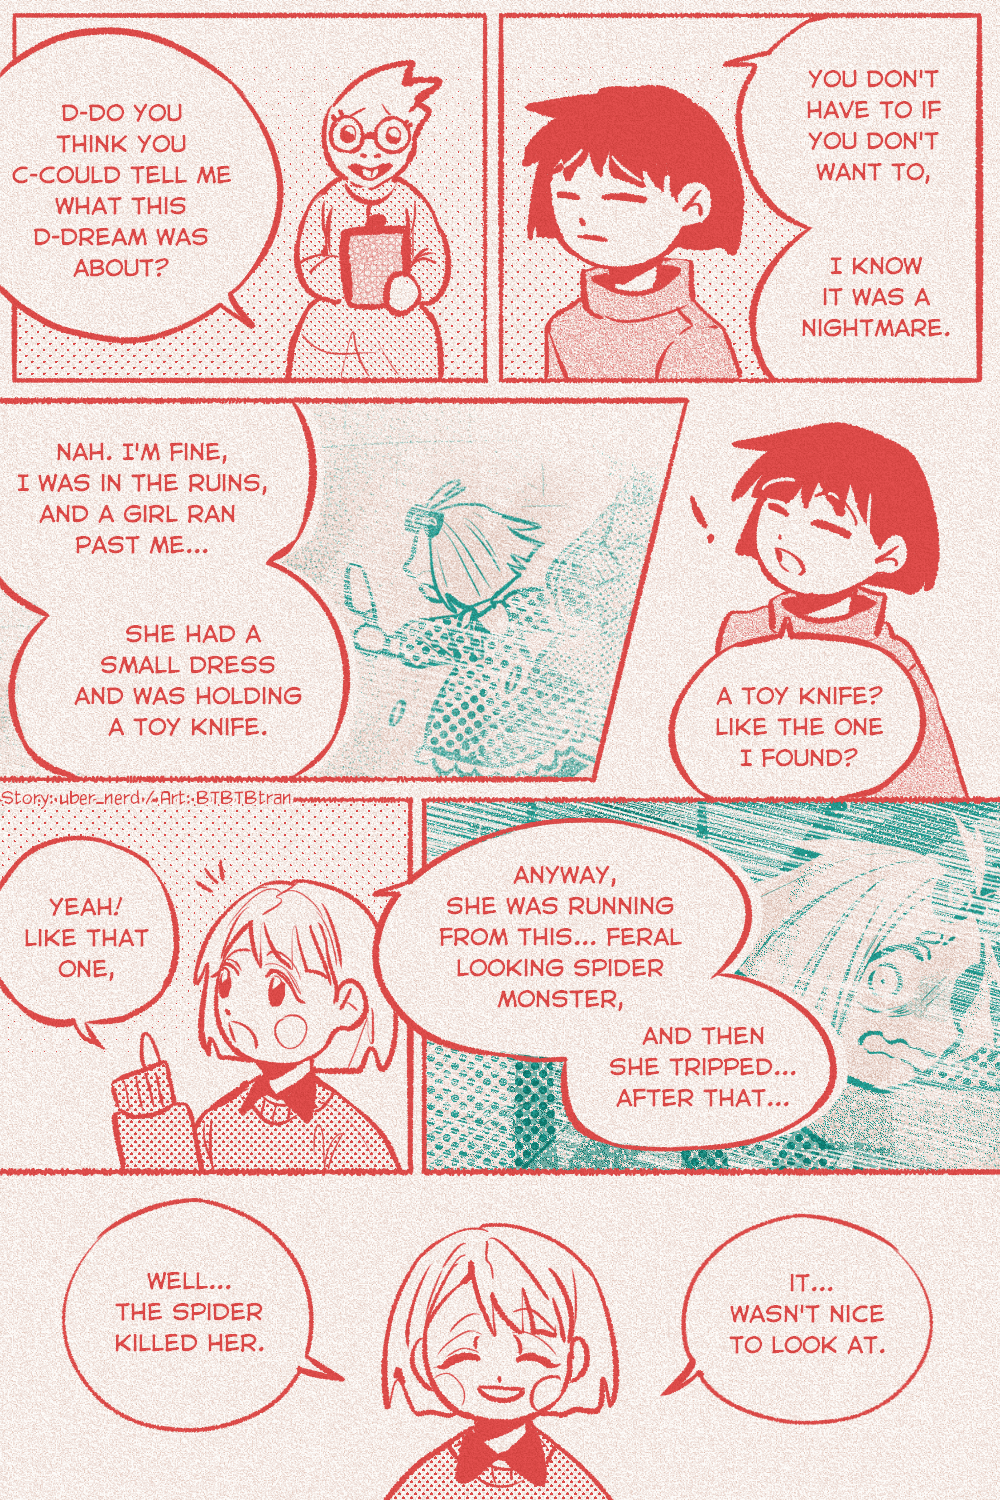 D-DO YOU
THINK YOU
C-COULD TELL ME
WHAT THIS
D-DREAM WAS
ABOUT?
YOU DON'T
HAVE TO IF
YOU DON'T
WANT TO,
I KNOW
IT WAS A
NIGHTMARE.
NAH. I'M FINE,
I WAS IN THE RUINS,
AND A GIRL RAN
PAST ME...
SHE HAD A
SMALL DRESS
AND WAS HOLDING
A TOY KNIFE.
A TOY KNIFE?
LIKE THE ONE
I FOUND?
Story: uber_nerd / Art: BTBTBtran
YEAH!
LIKE THAT
ONE,
ANYWAY,
SHE WAS RUNNING
FROM THIS... FERAL
LOOKING SPIDER
MONSTER,
AND THEN
SHE TRIPPED...
AFTER THAT...
WELL...
THE SPIDER
KILLED HER.
IT...
WASN'T NICE
TO LOOK AT.